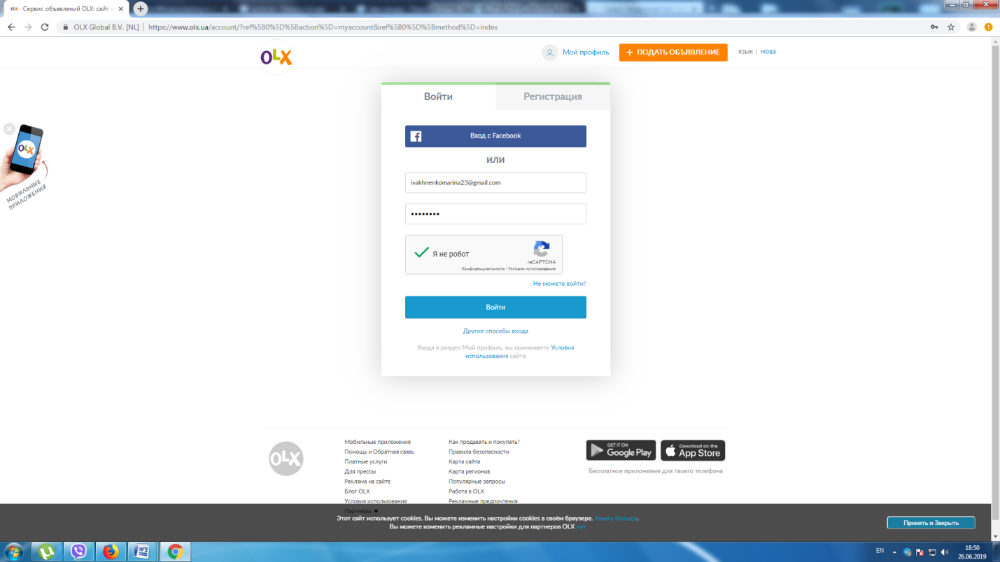 Сервис объявлений OLX: сайт
OLX Global B.V. [NL] | https://www.olx.ua/account/?ref%5B0%5D%5Baction%5D=myaccount&ref%5B0%5D%5Bmethod%5D=index
OLX
Мой профиль
+ ПОДАТЬ ОБЪЯВЛЕНИЕ
язык | мова
Войти
Регистрация
Вход с Facebook
или
ivakhnenkomarina23@gmail.com
••••••••
Я не робот
reCAPTCHA
Конфиденциальность - Условия использования
Не можете войти?
Войти
Другие способы входа
Входя в раздел Мой профиль, вы принимаете Условия
использования сайта
OLX
МОБИЛЬНЫЕ
ПРИЛОЖЕНИЯ
OLX
Мобильные приложения
Помощь и Обратная связь
Платные услуги
Для прессы
Реклама на сайте
Блог OLX
Условия использования
Партнёры ▼
Как продавать и покупать?
Правила безопасности
Карта сайта
Карта регионов
Популярные запросы
Работа в OLX
Рекламные предпочтения
GET IT ON
Google Play
Download on the
App Store
Бесплатное приложение для твоего телефона
Этот сайт использует cookies. Вы можете изменить настройки cookies в своём браузере. Узнать больше.
Вы можете изменить рекламные настройки для партнеров OLX тут
Принять и Закрыть
EN
18:50
26.06.2019